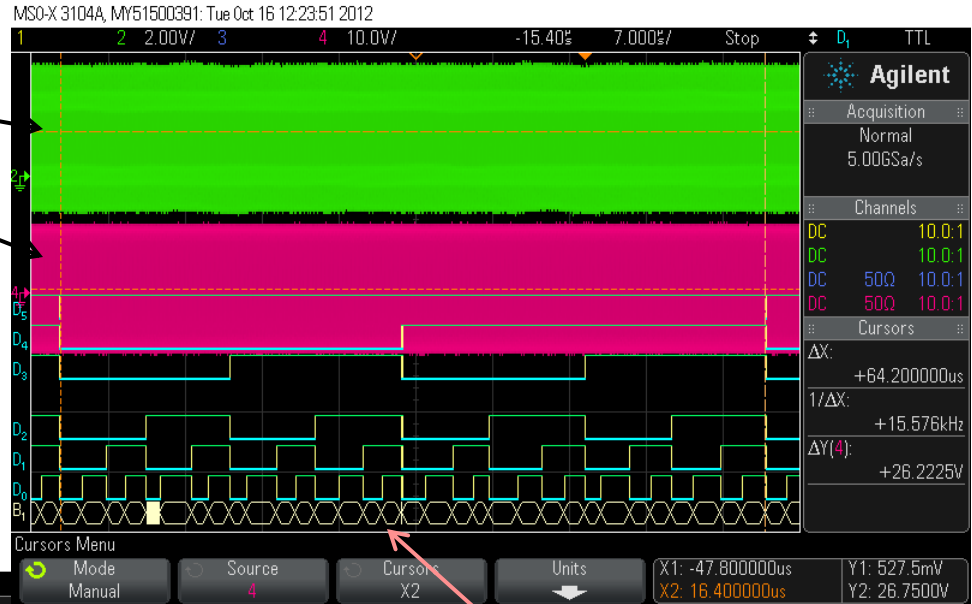 MSO-X 3104A, MY51500391: Tue Oct 16 12:23:51 2012
1 2 2.00V/ 3 4 10.0V/ -15.40us 7.000us/ Stop D1 TTL
Agilent
Acquisition
Normal
5.00GSa/s
Channels
DC 10.0:1
DC 10.0:1
DC 50Ω 10.0:1
DC 50Ω 10.0:1
Cursors
ΔX:
+64.200000us
1/ΔX:
+15.576kHz
ΔY(4):
+26.2225V
2
4
D5
D4
D3
D2
D1
D0
B1
Cursors Menu
Mode
Manual
Source
4
Cursors
X2
Units
X1: -47.800000us
X2: 16.400000us
Y1: 527.5mV
Y2: 26.7500V